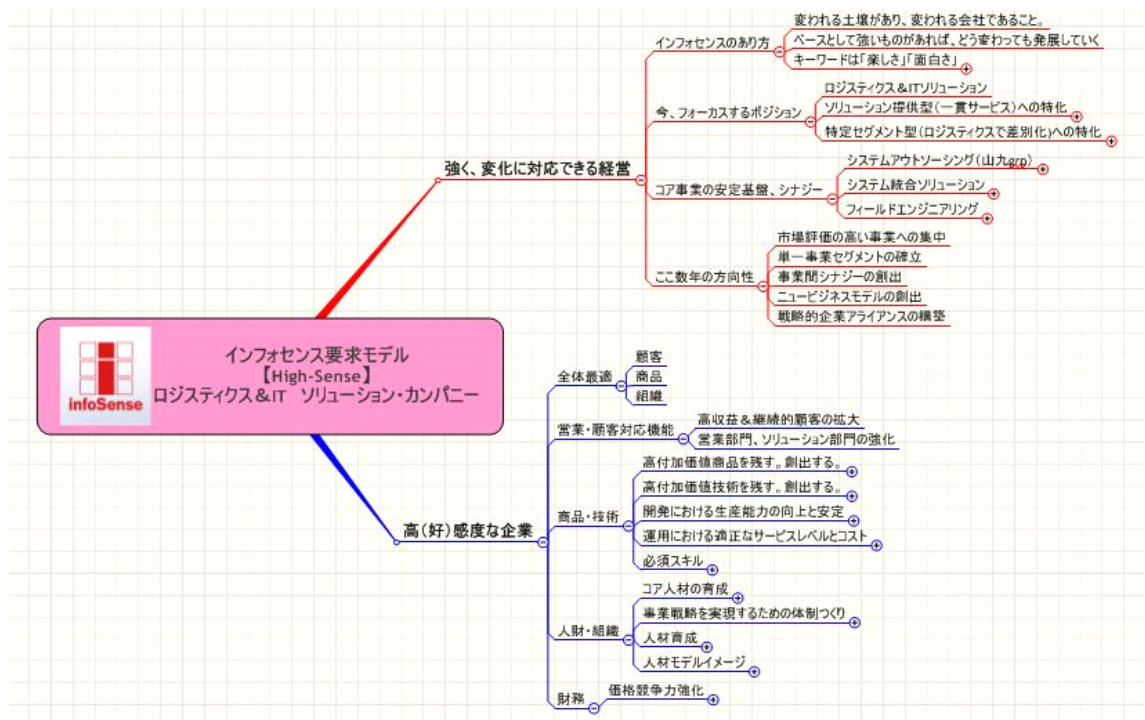 インフォセンス要求モデル
【High-Sense】
ロジスティクス＆IT　ソリューション・カンパニー
infoSense
強く、変化に対応できる経営
インフォセンスのあり方
変われる土壌があり、変われる会社であること。
ベースとして強いものがあれば、どう変わっても発展していく
キーワードは「楽しさ」「面白さ」
今、フォーカスするポジション
ロジスティクス＆ITソリューション
ソリューション提供型（一貫サービス）への特化
特定セグメント型（ロジスティクスで差別化）への特化
コア事業の安定基盤、シナジー
システムアウトソーシング（山九grp）
システム統合ソリューション
フィールドエンジニアリング
ここ数年の方向性
市場評価の高い事業への集中
単一事業セグメントの確立
事業間シナジーの創出
ニュービジネスモデルの創出
戦略的企業アライアンスの構築
高（好）感度な企業
全体最適
顧客
商品
組織
営業・顧客対応機能
高収益＆継続的顧客の拡大
営業部門、ソリューション部門の強化
商品・技術
高付加価値商品を残す。創出する。
高付加価値技術を残す。創出する。
開発における生産能力の向上と安定
運用における適正なサービスレベルとコスト
必須スキル
人財・組織
コア人材の育成
事業戦略を実現するための体制つくり
人材育成
人材モデルイメージ
財務
価格競争力強化